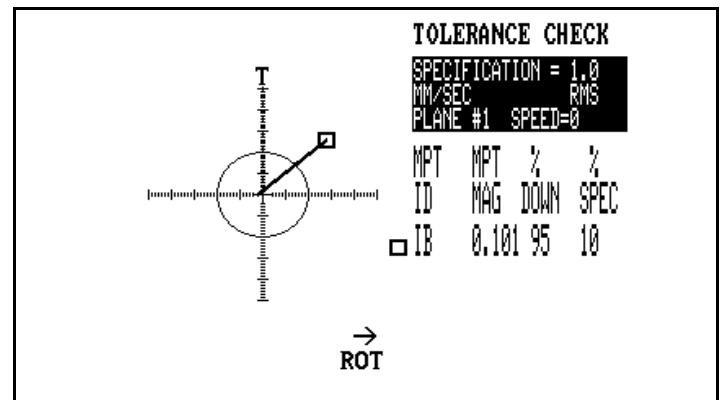 TOLERANCE CHECK
SPECIFICATION = 1.0
MM/SEC RMS
PLANE #1 SPEED=0
T
MPT MPT % %
ID MAG DOWN SPEC
IB 0.101 95 10
→
ROT